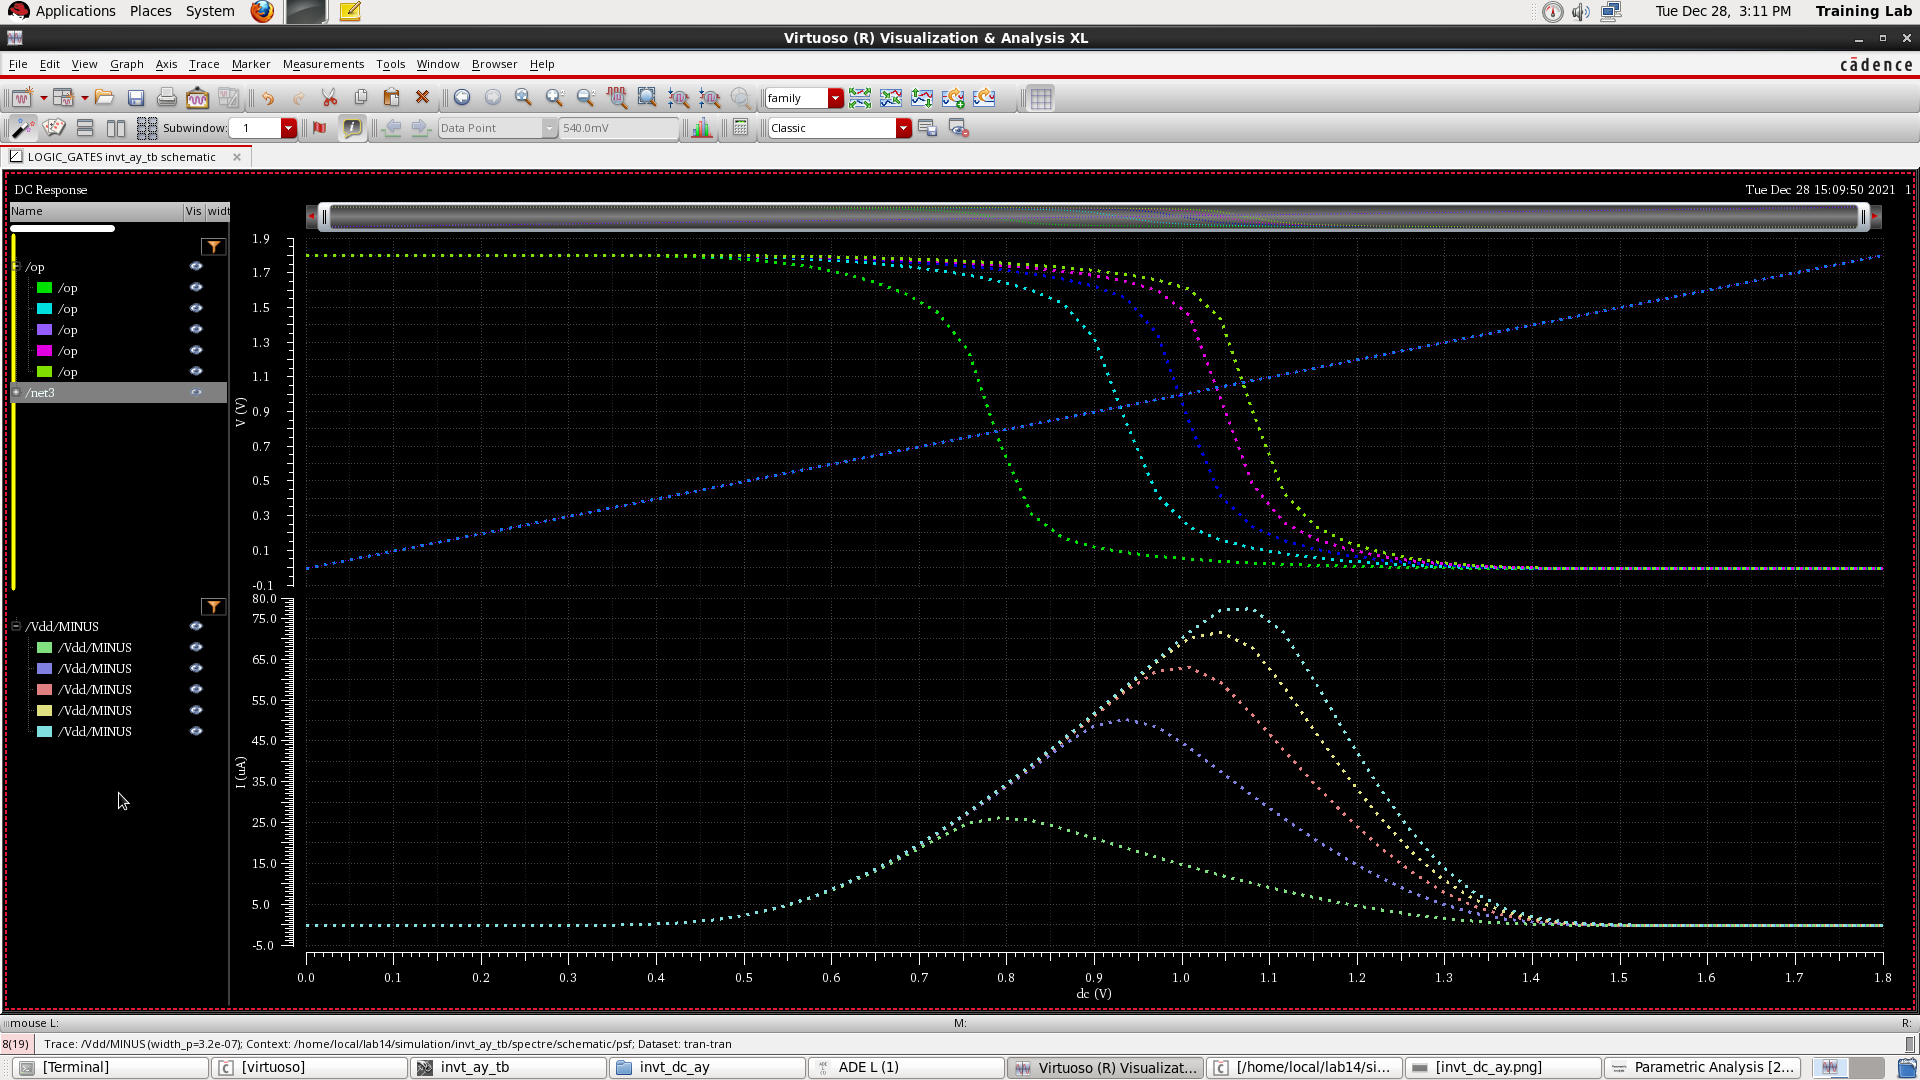 Applications Places System
Tue Dec 28, 3:11 PM Training Lab
Virtuoso (R) Visualization & Analysis XL
File Edit View Graph Axis Trace Marker Measurements Tools Window Browser Help
cādence
family
Subwindow: 1 Data Point 540.0mV Classic
LOGIC_GATES invt_ay_tb schematic
DC Response
Tue Dec 28 15:09:50 2021 1
Name Vis widt
/op
/op
/op
/op
/op
/op
/net3
1.9
1.7
1.5
1.3
1.1
0.9
0.7
0.5
0.3
0.1
-0.1
V (V)
/Vdd/MINUS
/Vdd/MINUS
/Vdd/MINUS
/Vdd/MINUS
/Vdd/MINUS
/Vdd/MINUS
80.0
75.0
65.0
55.0
45.0
35.0
25.0
15.0
5.0
-5.0
I (uA)
0.0 0.1 0.2 0.3 0.4 0.5 0.6 0.7 0.8 0.9 1.0 1.1 1.2 1.3 1.4 1.5 1.6 1.7 1.8
dc (V)
mouse L: M: R:
8(19) Trace: /Vdd/MINUS (width_p=3.2e-07); Context: /home/local/lab14/simulation/invt_ay_tb/spectre/schematic/psf; Dataset: tran-tran
[Terminal] [virtuoso] invt_ay_tb invt_dc_ay ADE L (1) Virtuoso (R) Visualizat... [/home/local/lab14/si... [invt_dc_ay.png] Parametric Analysis [2...